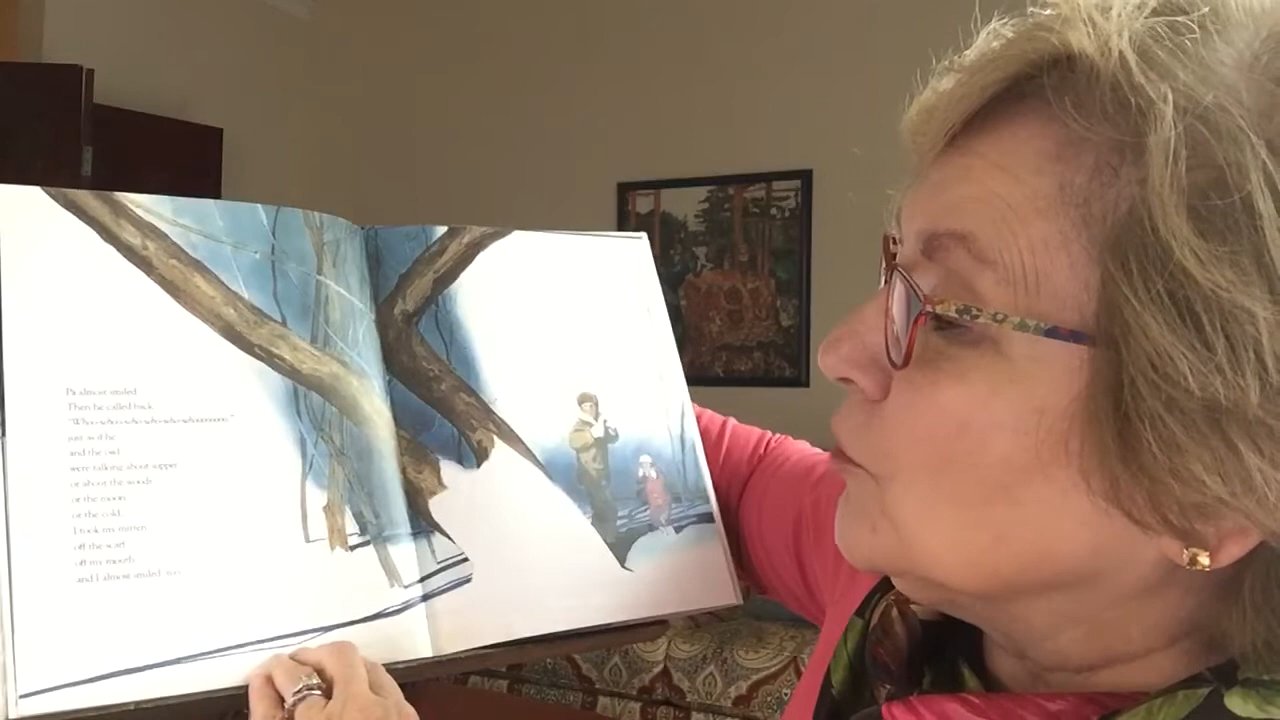 Pa almost smiled.
Then he called back:
"Whoo-whoo-who-who-who-whooooooo,"
just as if he
and the owl
were talking about supper
or about the woods
or the moon
or the cold.
I took my mitten
off the scarf
off my mouth
and I almost smiled, too.